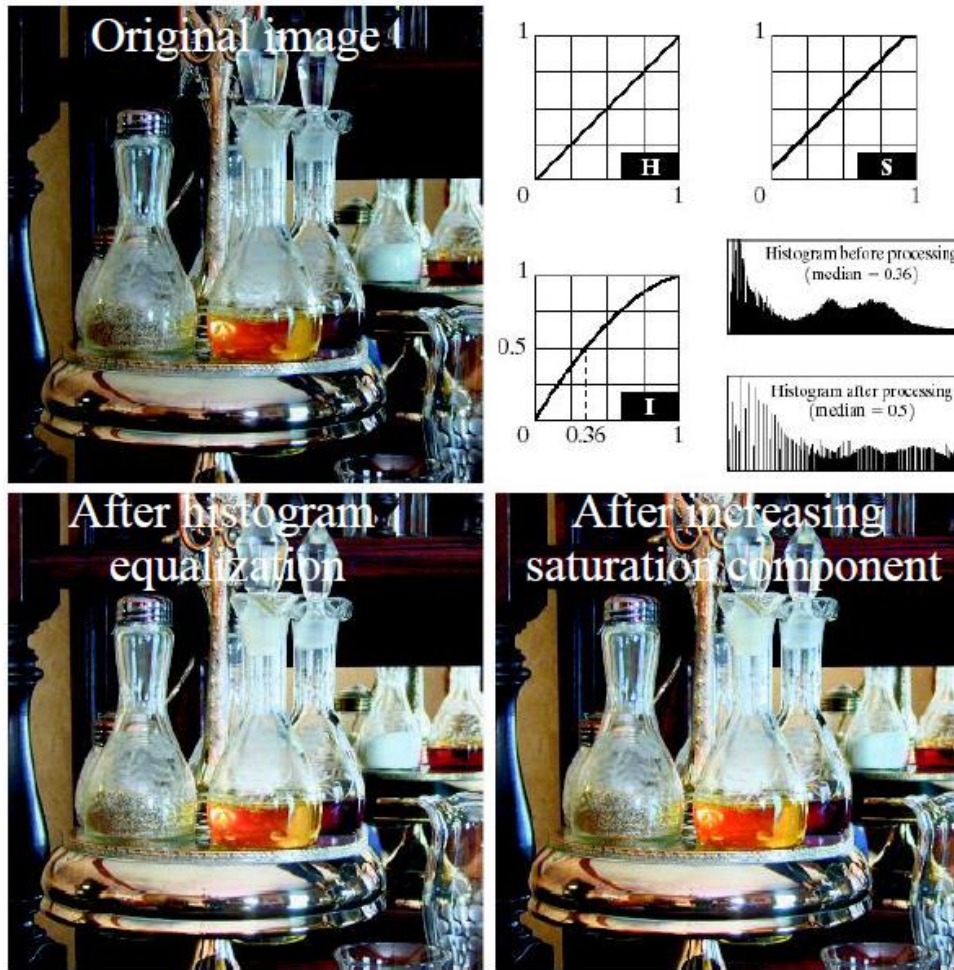 Original image
1
0
H
1
1
0
S
1
1
0.5
0
0.36
I
1
Histogram before processing
(median = 0.36)
Histogram after processing
(median = 0.5)
After histogram
equalization
After increasing
saturation component